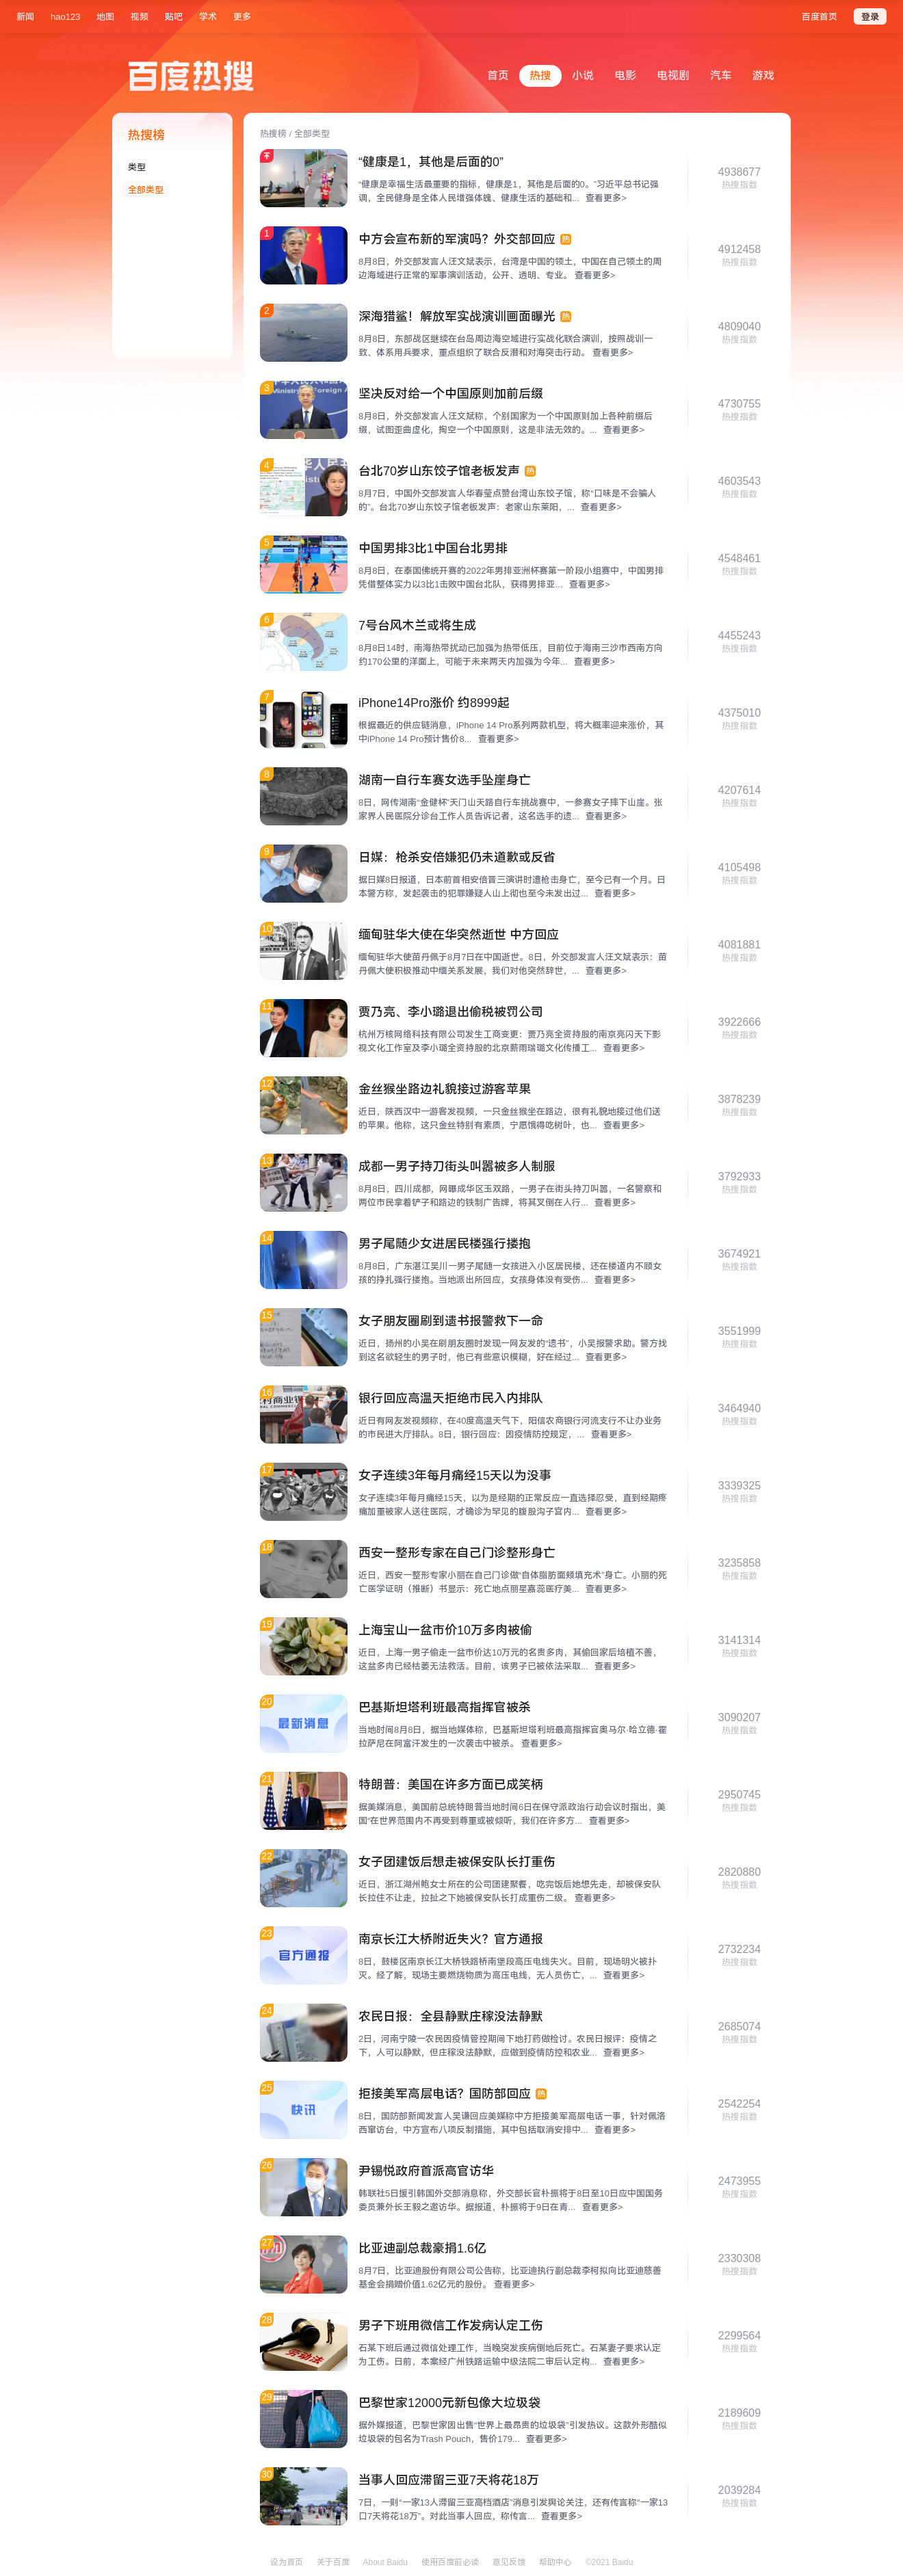 新闻 hao123 地图 视频 贴吧 学术 更多
百度首页 登录
百度热搜
首页 热搜 小说 电影 电视剧 汽车 游戏
热搜榜
类型
全部类型
热搜榜 / 全部类型
“健康是1，其他是后面的0”
“健康是幸福生活最重要的指标，健康是1，其他是后面的0。”习近平总书记强
调，全民健身是全体人民增强体魄、健康生活的基础和... 查看更多>
4938677
热搜指数
1
中方会宣布新的军演吗？外交部回应 热
8月8日，外交部发言人汪文斌表示，台湾是中国的领土，中国在自己领土的周
边海域进行正常的军事演训活动，公开、透明、专业。 查看更多>
4912458
热搜指数
2
深海猎鲨！解放军实战演训画面曝光 热
8月8日，东部战区继续在台岛周边海空域进行实战化联合演训，按照战训一
致、体系用兵要求，重点组织了联合反潜和对海突击行动。 查看更多>
4809040
热搜指数
3
坚决反对给一个中国原则加前后缀
8月8日，外交部发言人汪文斌称，个别国家为一个中国原则加上各种前缀后
缀，试图歪曲虚化，掏空一个中国原则，这是非法无效的。... 查看更多>
4730755
热搜指数
4
台北70岁山东饺子馆老板发声 热
8月7日，中国外交部发言人华春莹点赞台湾山东饺子馆，称“口味是不会骗人
的”。台北70岁山东饺子馆老板发声：老家山东莱阳，... 查看更多>
4603543
热搜指数
5
中国男排3比1中国台北男排
8月8日，在泰国佛统开赛的2022年男排亚洲杯赛第一阶段小组赛中，中国男排
凭借整体实力以3比1击败中国台北队，获得男排亚... 查看更多>
4548461
热搜指数
6
7号台风木兰或将生成
8月8日14时，南海热带扰动已加强为热带低压，目前位于海南三沙市西南方向
约170公里的洋面上，可能于未来两天内加强为今年... 查看更多>
4455243
热搜指数
7
iPhone14Pro涨价 约8999起
根据最近的供应链消息，iPhone 14 Pro系列两款机型，将大概率迎来涨价，其
中iPhone 14 Pro预计售价8... 查看更多>
4375010
热搜指数
8
湖南一自行车赛女选手坠崖身亡
8日，网传湖南“金健杯”天门山天路自行车挑战赛中，一参赛女子摔下山崖。张
家界人民医院分诊台工作人员告诉记者，这名选手的遗... 查看更多>
4207614
热搜指数
9
日媒：枪杀安倍嫌犯仍未道歉或反省
据日媒8日报道，日本前首相安倍晋三演讲时遭枪击身亡，至今已有一个月。日
本警方称，发起袭击的犯罪嫌疑人山上彻也至今未发出过... 查看更多>
4105498
热搜指数
10
缅甸驻华大使在华突然逝世 中方回应
缅甸驻华大使苗丹佩于8月7日在中国逝世。8日，外交部发言人汪文斌表示：苗
丹佩大使积极推动中缅关系发展，我们对他突然辞世，... 查看更多>
4081881
热搜指数
11
贾乃亮、李小璐退出偷税被罚公司
杭州万核网络科技有限公司发生工商变更：贾乃亮全资持股的南京亮闪天下影
视文化工作室及李小璐全资持股的北京薪雨瑞璐文化传播工... 查看更多>
3922666
热搜指数
12
金丝猴坐路边礼貌接过游客苹果
近日，陕西汉中一游客发视频，一只金丝猴坐在路边，很有礼貌地接过他们送
的苹果。他称，这只金丝特别有素质，宁愿饿得吃树叶，也... 查看更多>
3878239
热搜指数
13
成都一男子持刀街头叫嚣被多人制服
8月8日，四川成都，网曝成华区玉双路，一男子在街头持刀叫嚣，一名警察和
两位市民拿着铲子和路边的铁制广告牌，将其叉倒在人行... 查看更多>
3792933
热搜指数
14
男子尾随少女进居民楼强行搂抱
8月8日，广东湛江吴川一男子尾随一女孩进入小区居民楼，还在楼道内不顾女
孩的挣扎强行搂抱。当地派出所回应，女孩身体没有受伤... 查看更多>
3674921
热搜指数
15
女子朋友圈刷到遗书报警救下一命
近日，扬州的小吴在刷朋友圈时发现一网友发的“遗书”，小吴报警求助。警方找
到这名欲轻生的男子时，他已有些意识模糊，好在经过... 查看更多>
3551999
热搜指数
16
银行回应高温天拒绝市民入内排队
近日有网友发视频称，在40度高温天气下，阳信农商银行河流支行不让办业务
的市民进大厅排队。8日，银行回应：因疫情防控规定，... 查看更多>
3464940
热搜指数
17
女子连续3年每月痛经15天以为没事
女子连续3年每月痛经15天，以为是经期的正常反应一直选择忍受，直到经期疼
痛加重被家人送往医院，才确诊为罕见的腹股沟子宫内... 查看更多>
3339325
热搜指数
18
西安一整形专家在自己门诊整形身亡
近日，西安一整形专家小丽在自己门诊做“自体脂肪面颊填充术”身亡。小丽的死
亡医学证明（推断）书显示：死亡地点丽星嘉蕊医疗美... 查看更多>
3235858
热搜指数
19
上海宝山一盆市价10万多肉被偷
近日，上海一男子偷走一盆市价达10万元的名贵多肉，其偷回家后培植不善，
这盆多肉已经枯萎无法救活。目前，该男子已被依法采取... 查看更多>
3141314
热搜指数
20
最新消息
巴基斯坦塔利班最高指挥官被杀
当地时间8月8日，据当地媒体称，巴基斯坦塔利班最高指挥官奥马尔·哈立德·霍
拉萨尼在阿富汗发生的一次袭击中被杀。 查看更多>
3090207
热搜指数
21
特朗普：美国在许多方面已成笑柄
据美媒消息，美国前总统特朗普当地时间6日在保守派政治行动会议时指出，美
国“在世界范围内不再受到尊重或被倾听，我们在许多方... 查看更多>
2950745
热搜指数
22
女子团建饭后想走被保安队长打重伤
近日，浙江湖州鲍女士所在的公司团建聚餐，吃完饭后她想先走，却被保安队
长拉住不让走，拉扯之下她被保安队长打成重伤二级。 查看更多>
2820880
热搜指数
23
官方通报
南京长江大桥附近失火？官方通报
8日，鼓楼区南京长江大桥铁路桥南堡段高压电线失火。目前，现场明火被扑
灭。经了解，现场主要燃烧物质为高压电线，无人员伤亡，... 查看更多>
2732234
热搜指数
24
农民日报：全县静默庄稼没法静默
2日，河南宁陵一农民因疫情管控期间下地打药做检讨。农民日报评：疫情之
下，人可以静默，但庄稼没法静默，应做到疫情防控和农业... 查看更多>
2685074
热搜指数
25
快讯
拒接美军高层电话？国防部回应 热
8日，国防部新闻发言人吴谦回应美媒称中方拒接美军高层电话一事，针对佩洛
西窜访台，中方宣布八项反制措施，其中包括取消安排中... 查看更多>
2542254
热搜指数
26
尹锡悦政府首派高官访华
韩联社5日援引韩国外交部消息称，外交部长官朴振将于8日至10日应中国国务
委员兼外长王毅之邀访华。据报道，朴振将于9日在青... 查看更多>
2473955
热搜指数
27
比亚迪副总裁豪捐1.6亿
8月7日，比亚迪股份有限公司公告称，比亚迪执行副总裁李柯拟向比亚迪慈善
基金会捐赠价值1.62亿元的股份。 查看更多>
2330308
热搜指数
28
男子下班用微信工作发病认定工伤
石某下班后通过微信处理工作，当晚突发疾病倒地后死亡。石某妻子要求认定
为工伤。日前，本案经广州铁路运输中级法院二审后认定构... 查看更多>
2299564
热搜指数
29
巴黎世家12000元新包像大垃圾袋
据外媒报道，巴黎世家因出售“世界上最昂贵的垃圾袋”引发热议。这款外形酷似
垃圾袋的包名为Trash Pouch，售价179... 查看更多>
2189609
热搜指数
30
当事人回应滞留三亚7天将花18万
7日，一则“一家13人滞留三亚高档酒店”消息引发舆论关注，还有传言称“一家13
口7天将花18万”。对此当事人回应，称传言... 查看更多>
2039284
热搜指数
设为首页 关于百度 About Baidu 使用百度前必读 意见反馈 帮助中心 ©2021 Baidu